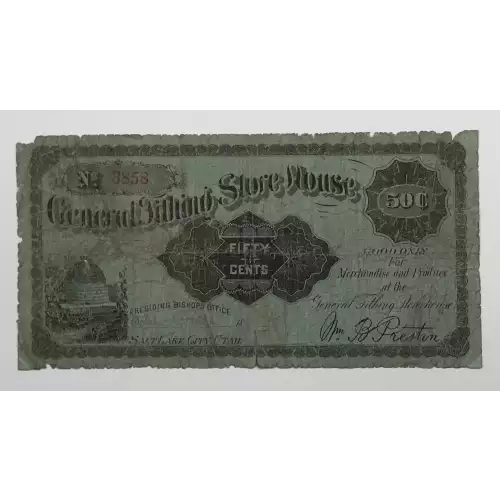 No. 3858
General Tithing Store House
50¢
FIFTY
CENTS
GOOD ONLY
For
Merchandise and Produce
at the
General Tithing Storehouse
PRESIDING BISHOP'S OFFICE
SALT LAKE CITY, UTAH
Wm. B. Preston